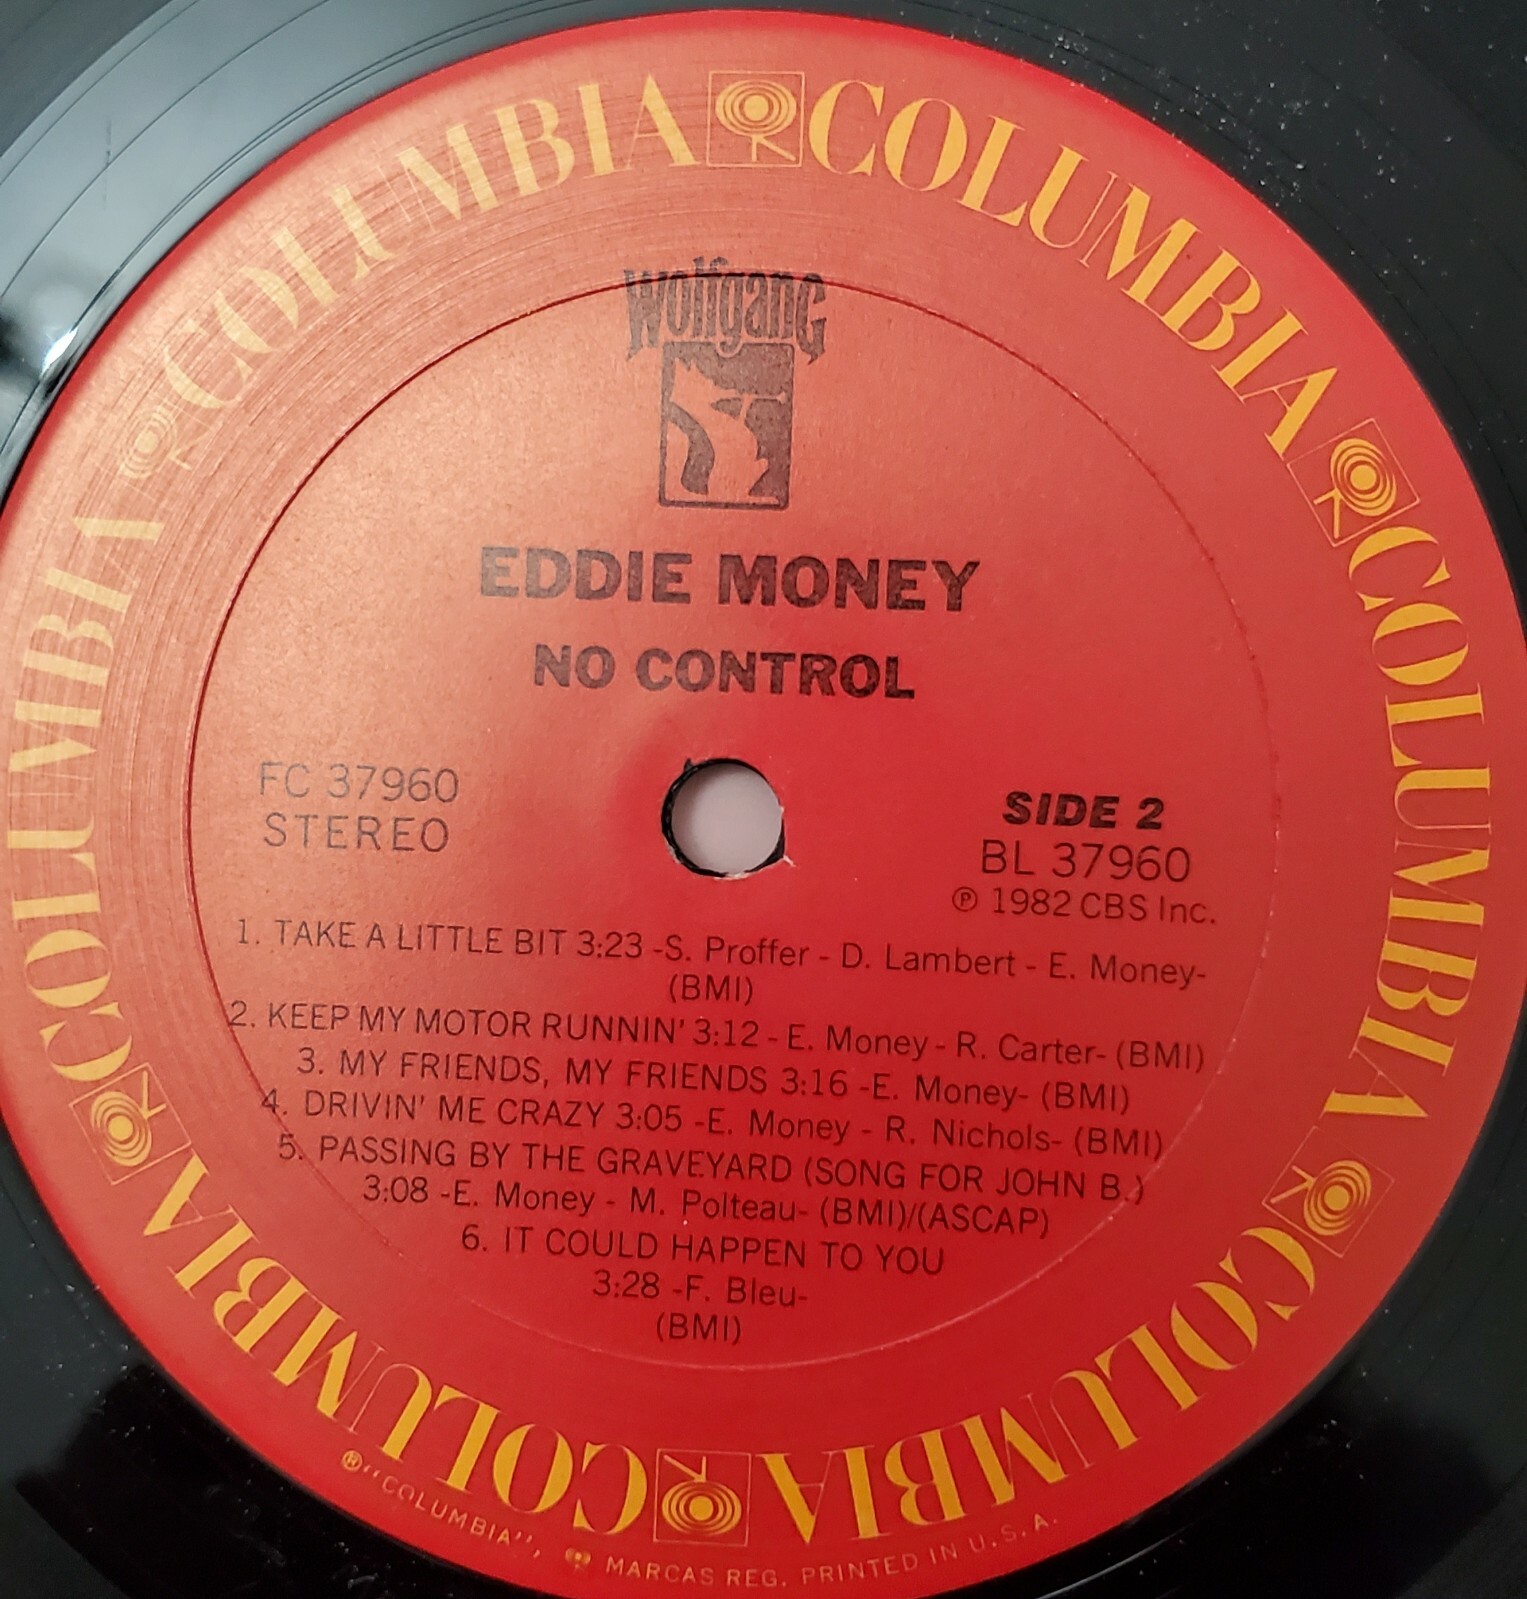 COLUMBIA COLUMBIA COLUMBIA COLUMBIA COLUMBIA COLUMBIA COLUMBIA
Wolfgang
EDDIE MONEY
NO CONTROL
FC 37960
STEREO
SIDE 2
BL 37960
℗ 1982 CBS Inc.
1. TAKE A LITTLE BIT 3:23 -S. Proffer - D. Lambert - E. Money-
(BMI)
2. KEEP MY MOTOR RUNNIN' 3:12 - E. Money - R. Carter- (BMI)
3. MY FRIENDS, MY FRIENDS 3:16 -E. Money- (BMI)
4. DRIVIN' ME CRAZY 3:05 -E. Money - R. Nichols- (BMI)
5. PASSING BY THE GRAVEYARD (SONG FOR JOHN B.)
3:08 -E. Money - M. Polteau- (BMI)/(ASCAP)
6. IT COULD HAPPEN TO YOU
3:28 -F. Bleu-
(BMI)
® "COLUMBIA", MARCAS REG. PRINTED IN U.S.A.